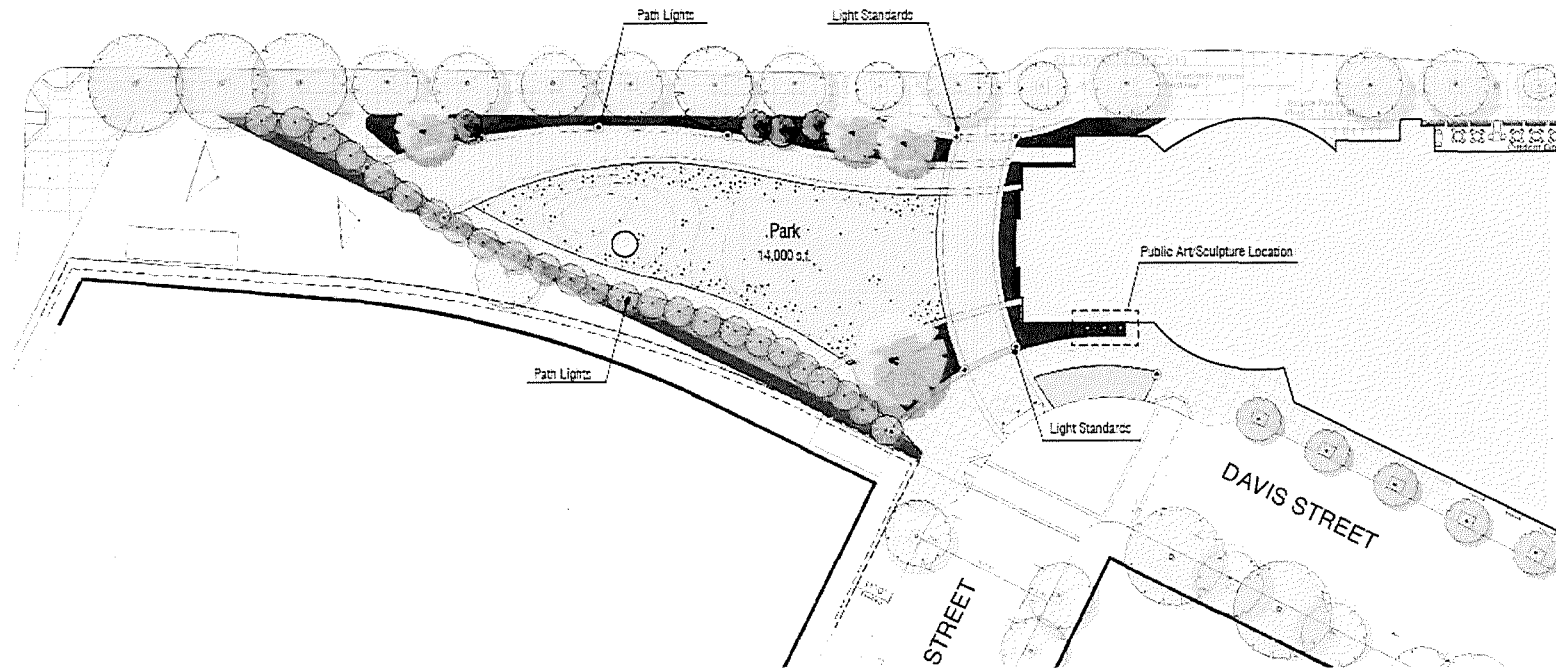 Path Lights
Light Standards
Park
14,000 s.f.
Public Art/Sculpture Location
Path Lights
Light Standards
DAVIS STREET
STREET